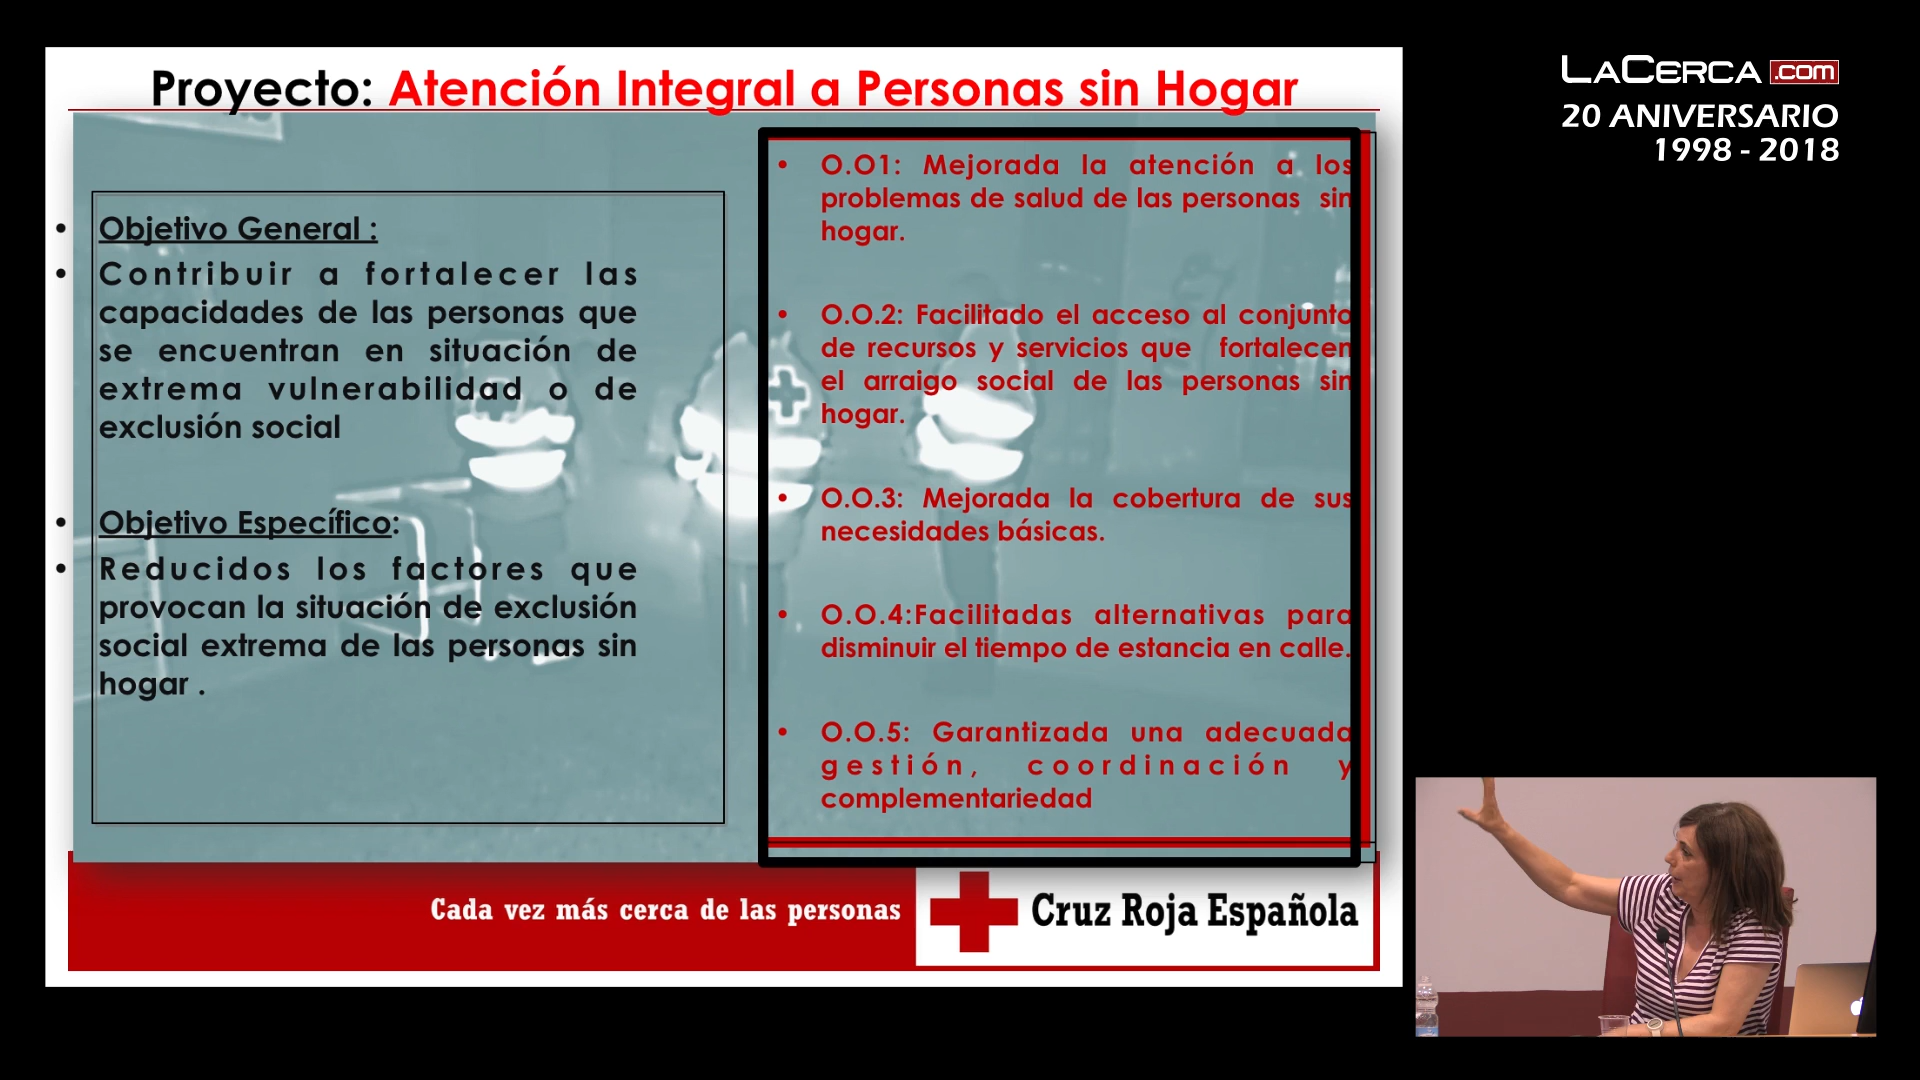 Proyecto: Atención Integral a Personas sin Hogar
• Objetivo General :
• Contribuir a fortalecer las
capacidades de las personas que
se encuentran en situación de
extrema vulnerabilidad o de
exclusión social
• Objetivo Específico:
• Reducidos los factores que
provocan la situación de exclusión
social extrema de las personas sin
hogar .
• O.O1: Mejorada la atención a los
problemas de salud de las personas sin
hogar.
• O.O.2: Facilitado el acceso al conjunto
de recursos y servicios que fortalecen
el arraigo social de las personas sin
hogar.
• O.O.3: Mejorada la cobertura de sus
necesidades básicas.
• O.O.4:Facilitadas alternativas para
disminuir el tiempo de estancia en calle.
• O.O.5: Garantizada una adecuada
gestión, coordinación y
complementariedad
Cada vez más cerca de las personas
Cruz Roja Española
LACERCA.com
20 ANIVERSARIO
1998 - 2018